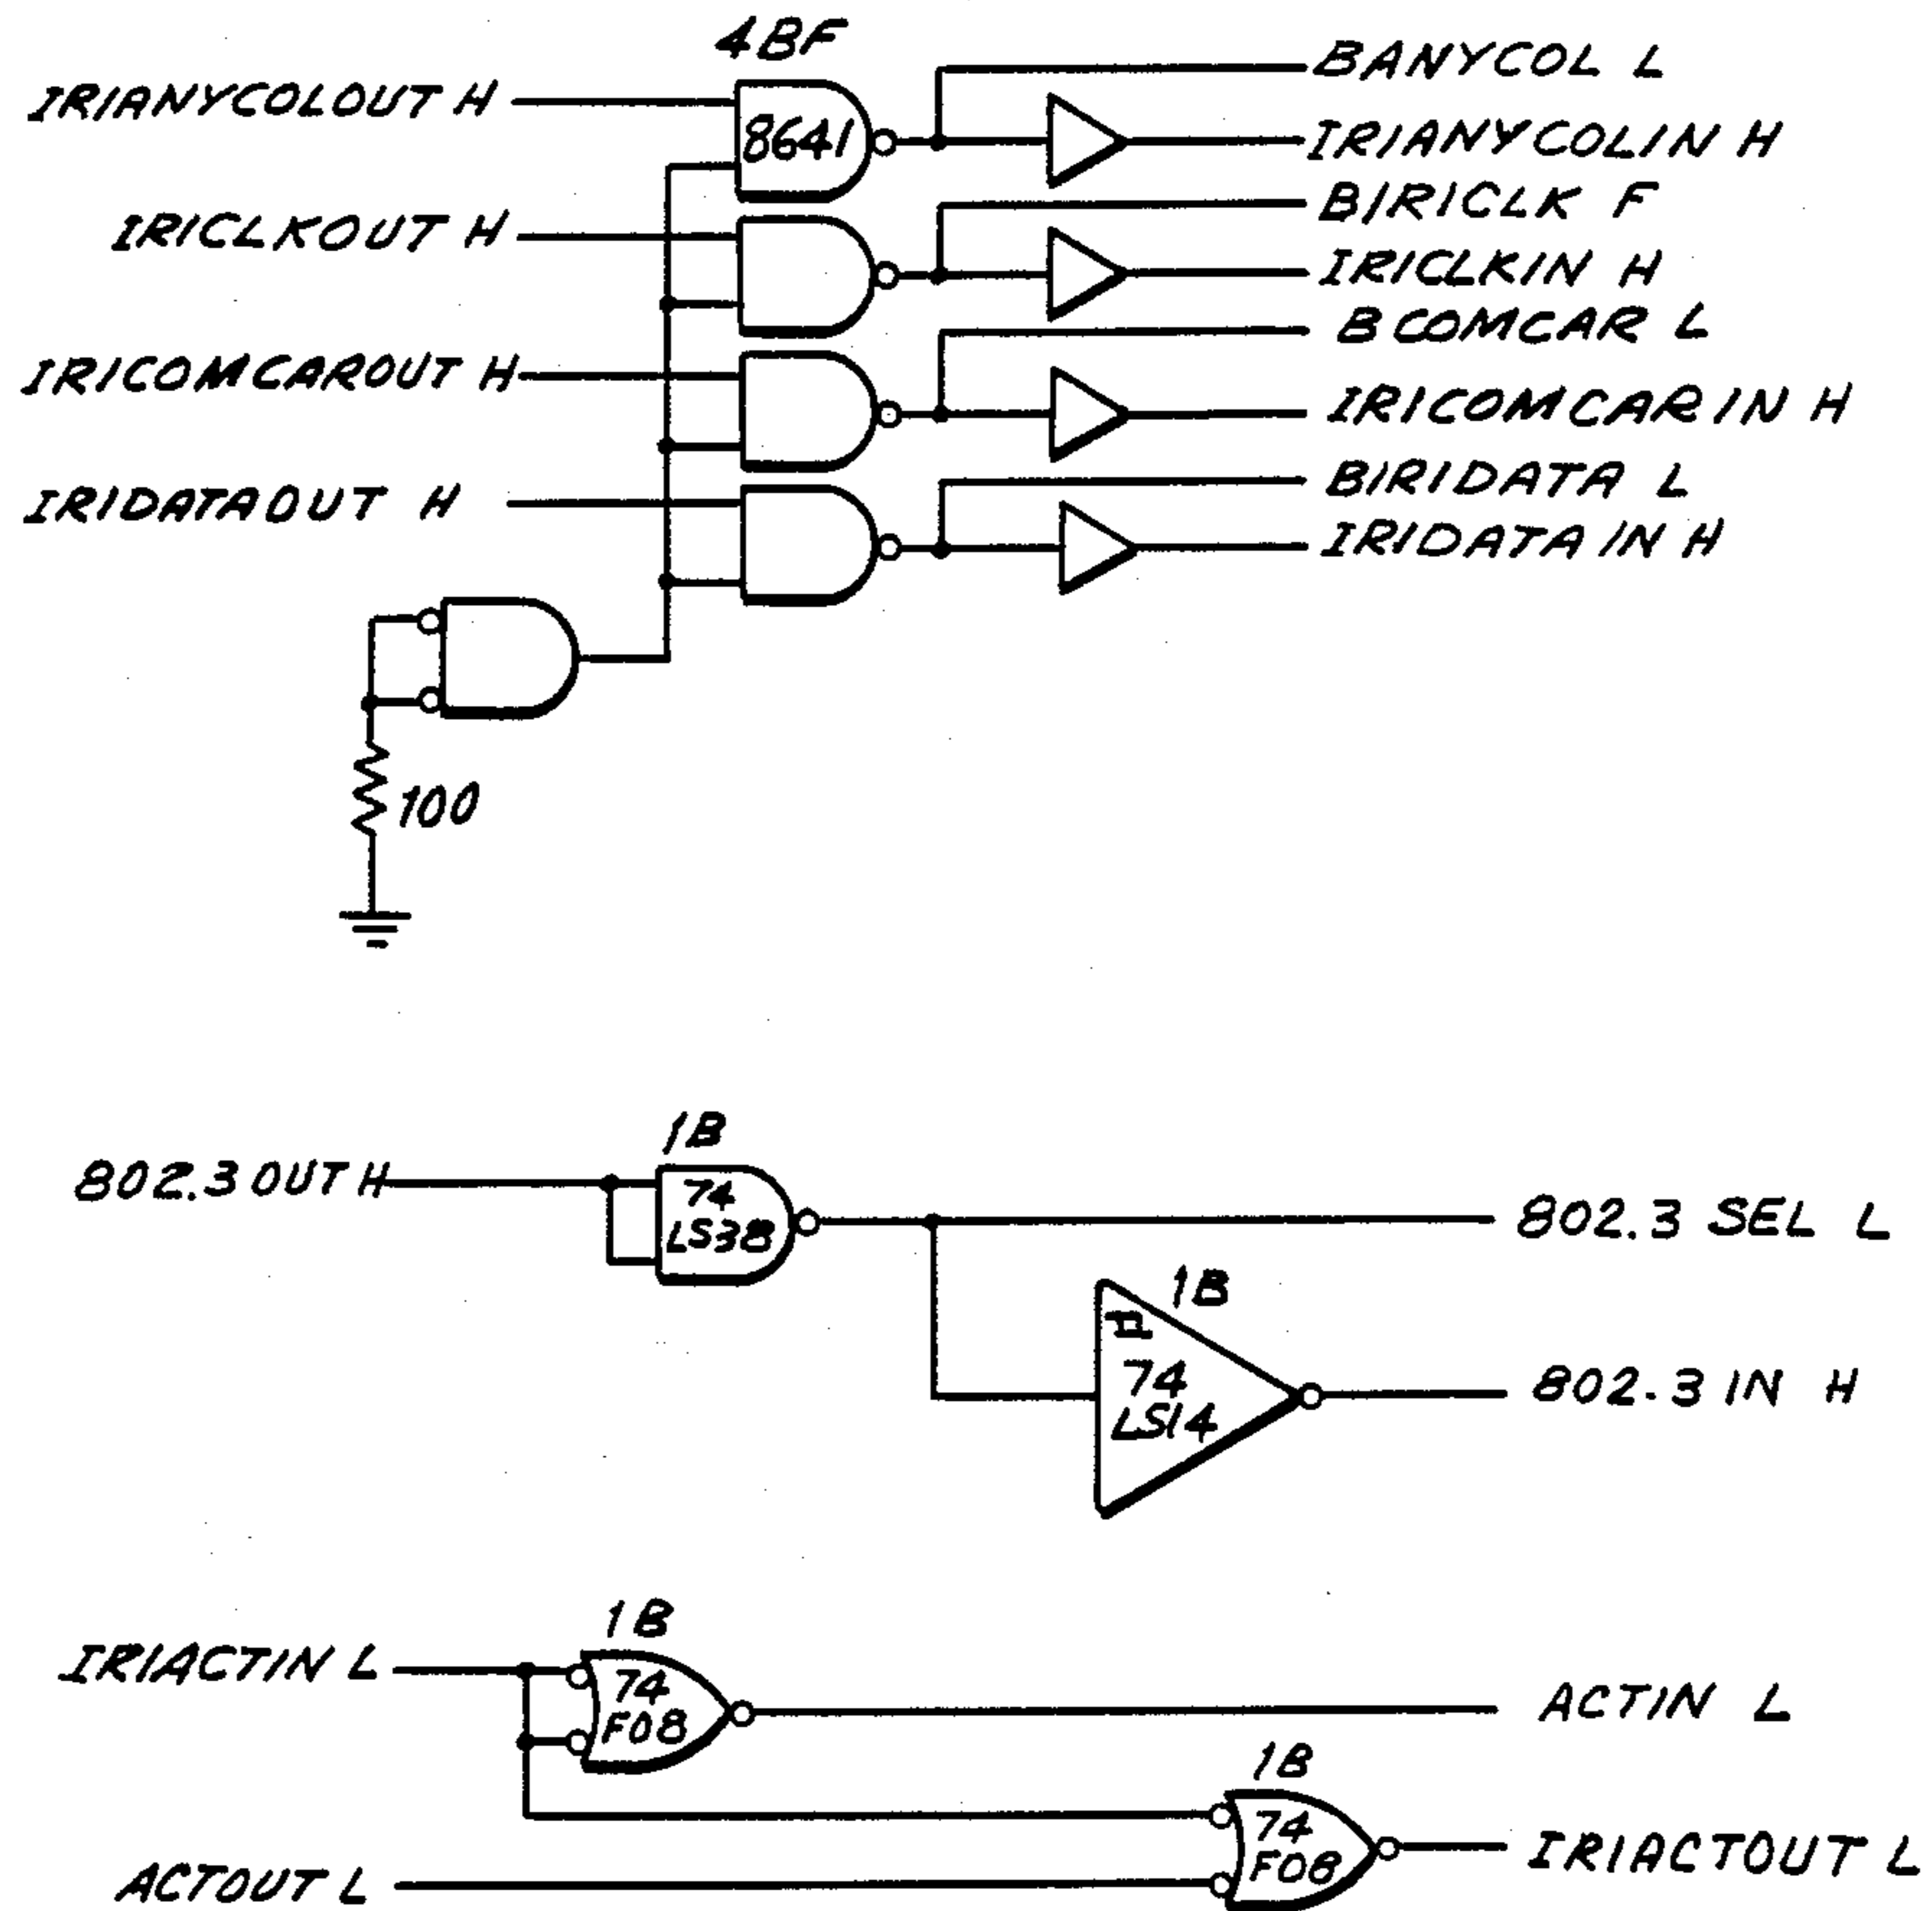 4BF
BANYCOL L
IRIANYCOLOUT H
8641
IRIANYCOLIN H
BIRICLK F
IRICLKOUT H
IRICLKIN H
BCOMCAR L
IRICOMCAROUT H
IRICOMCARIN H
BIRIDATA L
IRIDATAOUT H
IRIDATAIN H
100
1B
802.3 OUT H
74
LS38
802.3 SEL L
1B
74
LS14
802.3 IN H
1B
IRIACTIN L
74
F08
ACTIN L
1B
74
F08
IRIACTOUT L
ACTOUT L